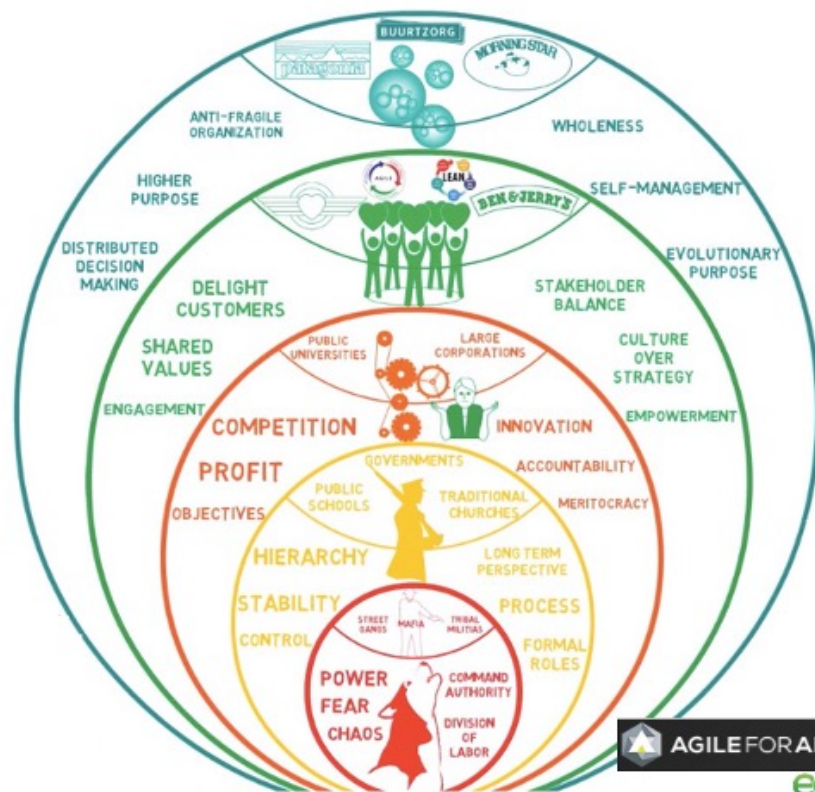 BUURTZORG
patagonia
MORNING STAR
ANTI-FRAGILE
ORGANIZATION
WHOLENESS
HIGHER
PURPOSE
SELF-MANAGEMENT
DISTRIBUTED
DECISION
MAKING
EVOLUTIONARY
PURPOSE
AGILE
LEAN
BEN & JERRY'S
DELIGHT
CUSTOMERS
STAKEHOLDER
BALANCE
SHARED
VALUES
CULTURE
OVER
STRATEGY
ENGAGEMENT
EMPOWERMENT
PUBLIC
UNIVERSITIES
LARGE
CORPORATIONS
COMPETITION
INNOVATION
PROFIT
ACCOUNTABILITY
OBJECTIVES
MERITOCRACY
GOVERNMENTS
PUBLIC
SCHOOLS
TRADITIONAL
CHURCHES
HIERARCHY
LONG TERM
PERSPECTIVE
STABILITY
PROCESS
CONTROL
FORMAL
ROLES
STREET
GANGS
MAFIA
TRIBAL
MILITIAS
POWER
FEAR
CHAOS
COMMAND
AUTHORITY
DIVISION
OF
LABOR
AGILEFORA